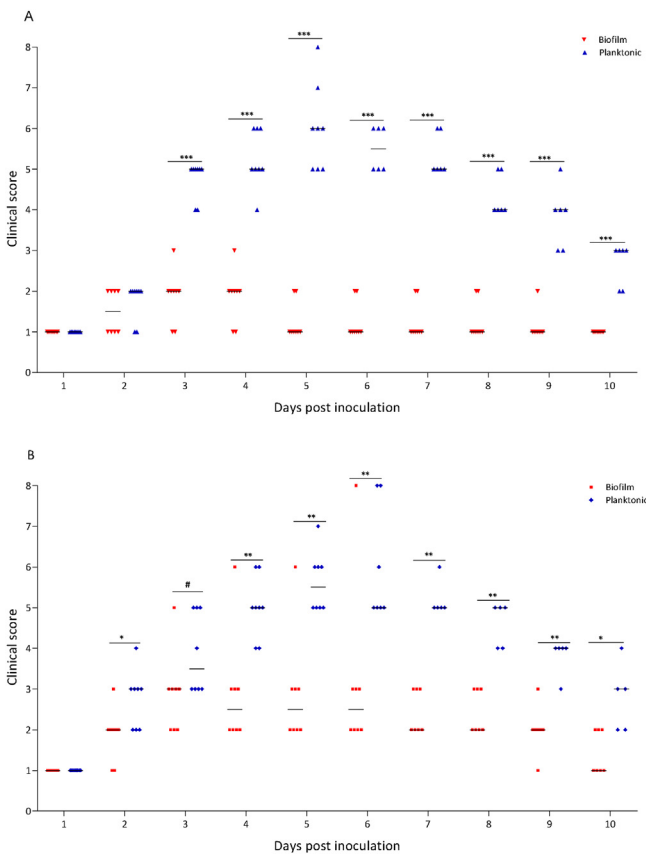 A
Biofilm
Planktonic
8
7
6
5
4
3
2
1
0
Clinical score
***
***
***
***
***
***
***
***
1 2 3 4 5 6 7 8 9 10
Days post inoculation
B
Biofilm
Planktonic
8
7
6
5
4
3
2
1
0
Clinical score
*
#
**
**
**
**
**
**
*
1 2 3 4 5 6 7 8 9 10
Days post inoculation